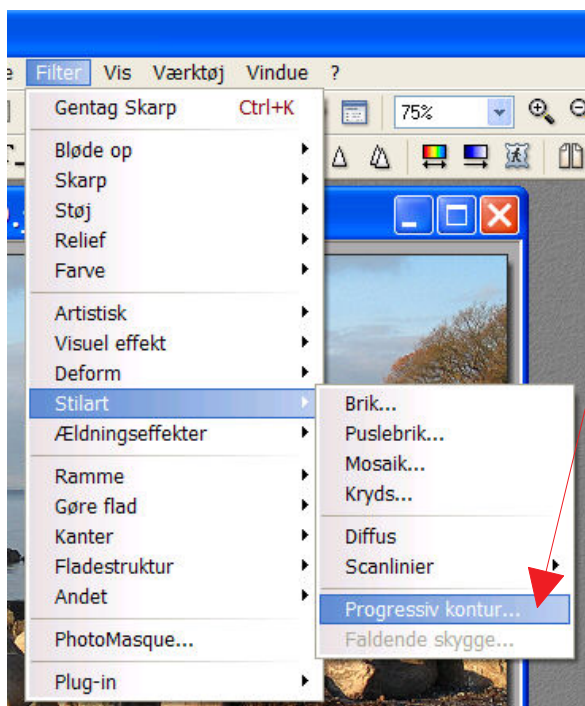 Filter Vis Værktøj Vindue ?
75%
Gentag Skarp Ctrl+K
Bløde op
Skarp
Støj
Relief
Farve
Artistisk
Visuel effekt
Deform
Stilart
Ældningseffekter
Ramme
Gøre flad
Kanter
Fladestruktur
Andet
PhotoMasque...
Plug-in
Brik...
Puslebrik...
Mosaik...
Kryds...
Diffus
Scanlinier
Progressiv kontur...
Faldende skygge...